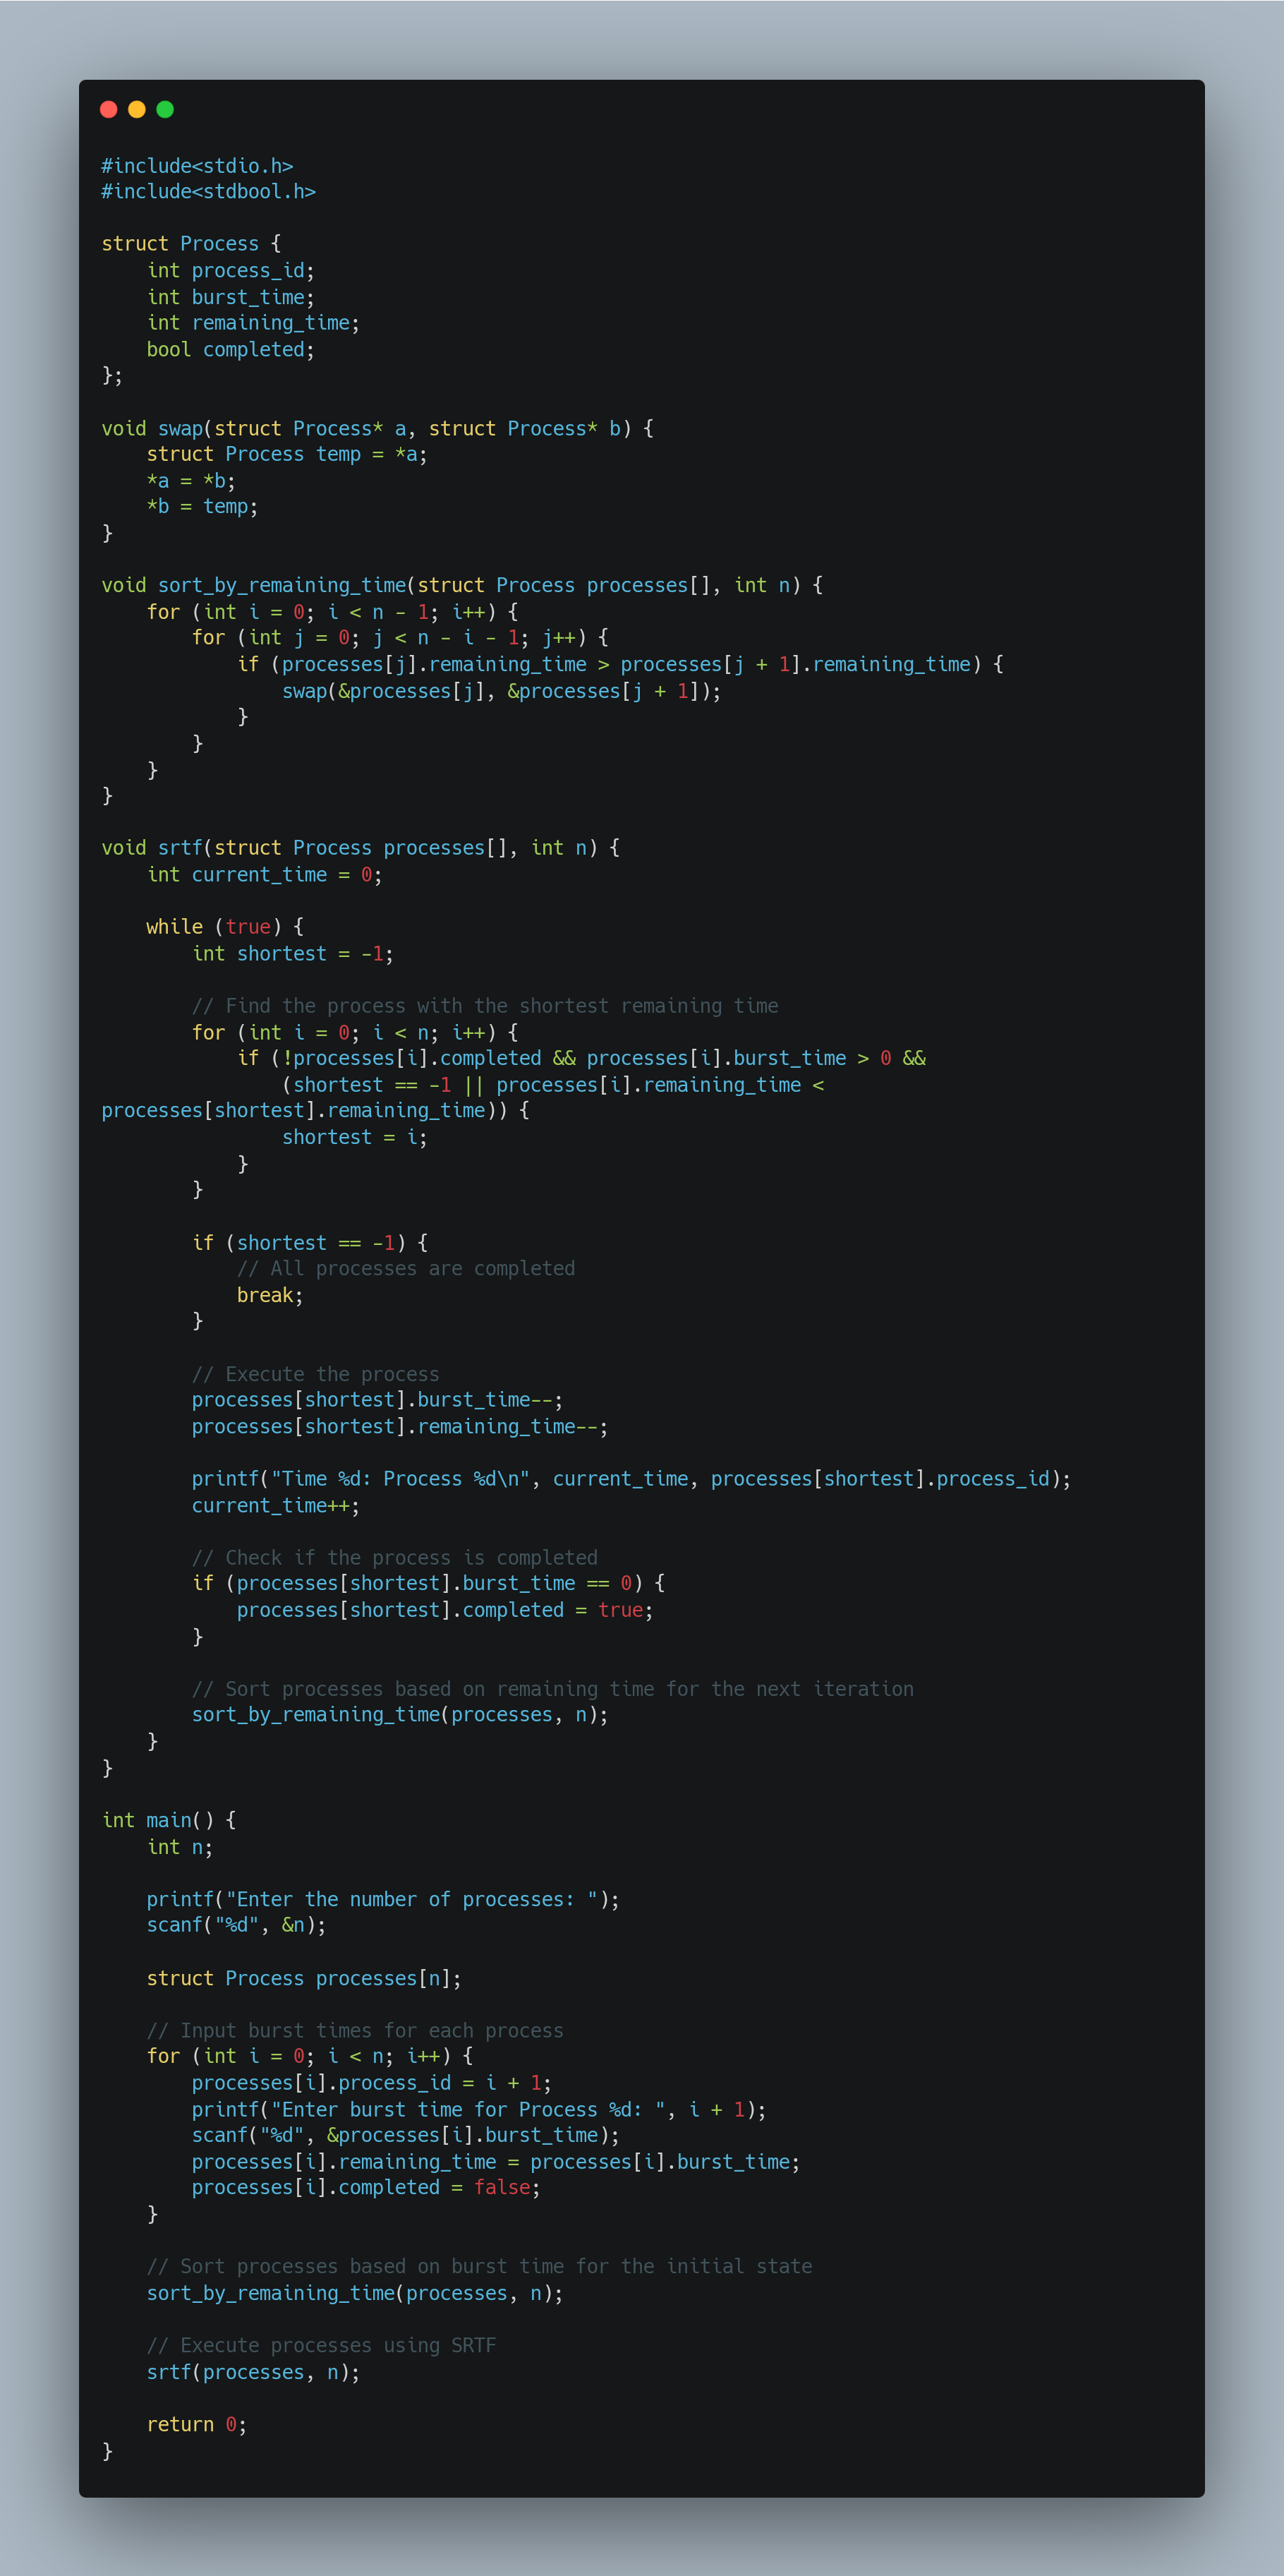 #include<stdio.h>
#include<stdbool.h>

struct Process {
    int process_id;
    int burst_time;
    int remaining_time;
    bool completed;
};

void swap(struct Process* a, struct Process* b) {
    struct Process temp = *a;
    *a = *b;
    *b = temp;
}

void sort_by_remaining_time(struct Process processes[], int n) {
    for (int i = 0; i < n - 1; i++) {
        for (int j = 0; j < n - i - 1; j++) {
            if (processes[j].remaining_time > processes[j + 1].remaining_time) {
                swap(&processes[j], &processes[j + 1]);
            }
        }
    }
}

void srtf(struct Process processes[], int n) {
    int current_time = 0;

    while (true) {
        int shortest = -1;

        // Find the process with the shortest remaining time
        for (int i = 0; i < n; i++) {
            if (!processes[i].completed && processes[i].burst_time > 0 &&
                (shortest == -1 || processes[i].remaining_time <
processes[shortest].remaining_time)) {
                shortest = i;
            }
        }

        if (shortest == -1) {
            // All processes are completed
            break;
        }

        // Execute the process
        processes[shortest].burst_time--;
        processes[shortest].remaining_time--;

        printf("Time %d: Process %d\n", current_time, processes[shortest].process_id);
        current_time++;

        // Check if the process is completed
        if (processes[shortest].burst_time == 0) {
            processes[shortest].completed = true;
        }

        // Sort processes based on remaining time for the next iteration
        sort_by_remaining_time(processes, n);
    }
}

int main() {
    int n;

    printf("Enter the number of processes: ");
    scanf("%d", &n);

    struct Process processes[n];

    // Input burst times for each process
    for (int i = 0; i < n; i++) {
        processes[i].process_id = i + 1;
        printf("Enter burst time for Process %d: ", i + 1);
        scanf("%d", &processes[i].burst_time);
        processes[i].remaining_time = processes[i].burst_time;
        processes[i].completed = false;
    }

    // Sort processes based on burst time for the initial state
    sort_by_remaining_time(processes, n);

    // Execute processes using SRTF
    srtf(processes, n);

    return 0;
}